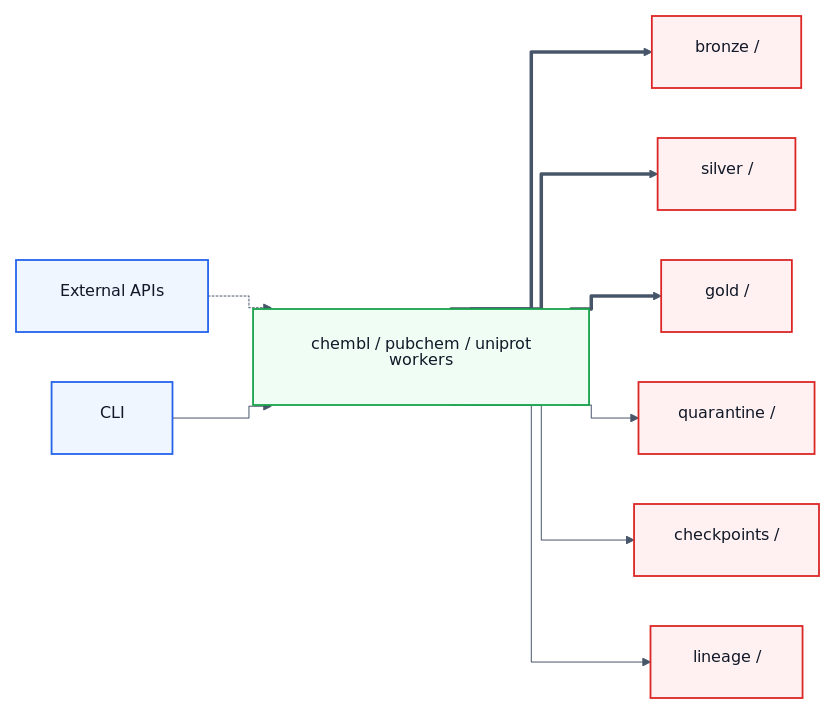 bronze /
silver /
External APIs
gold /
chembl / pubchem / uniprot
workers
CLI
quarantine /
checkpoints /
lineage /